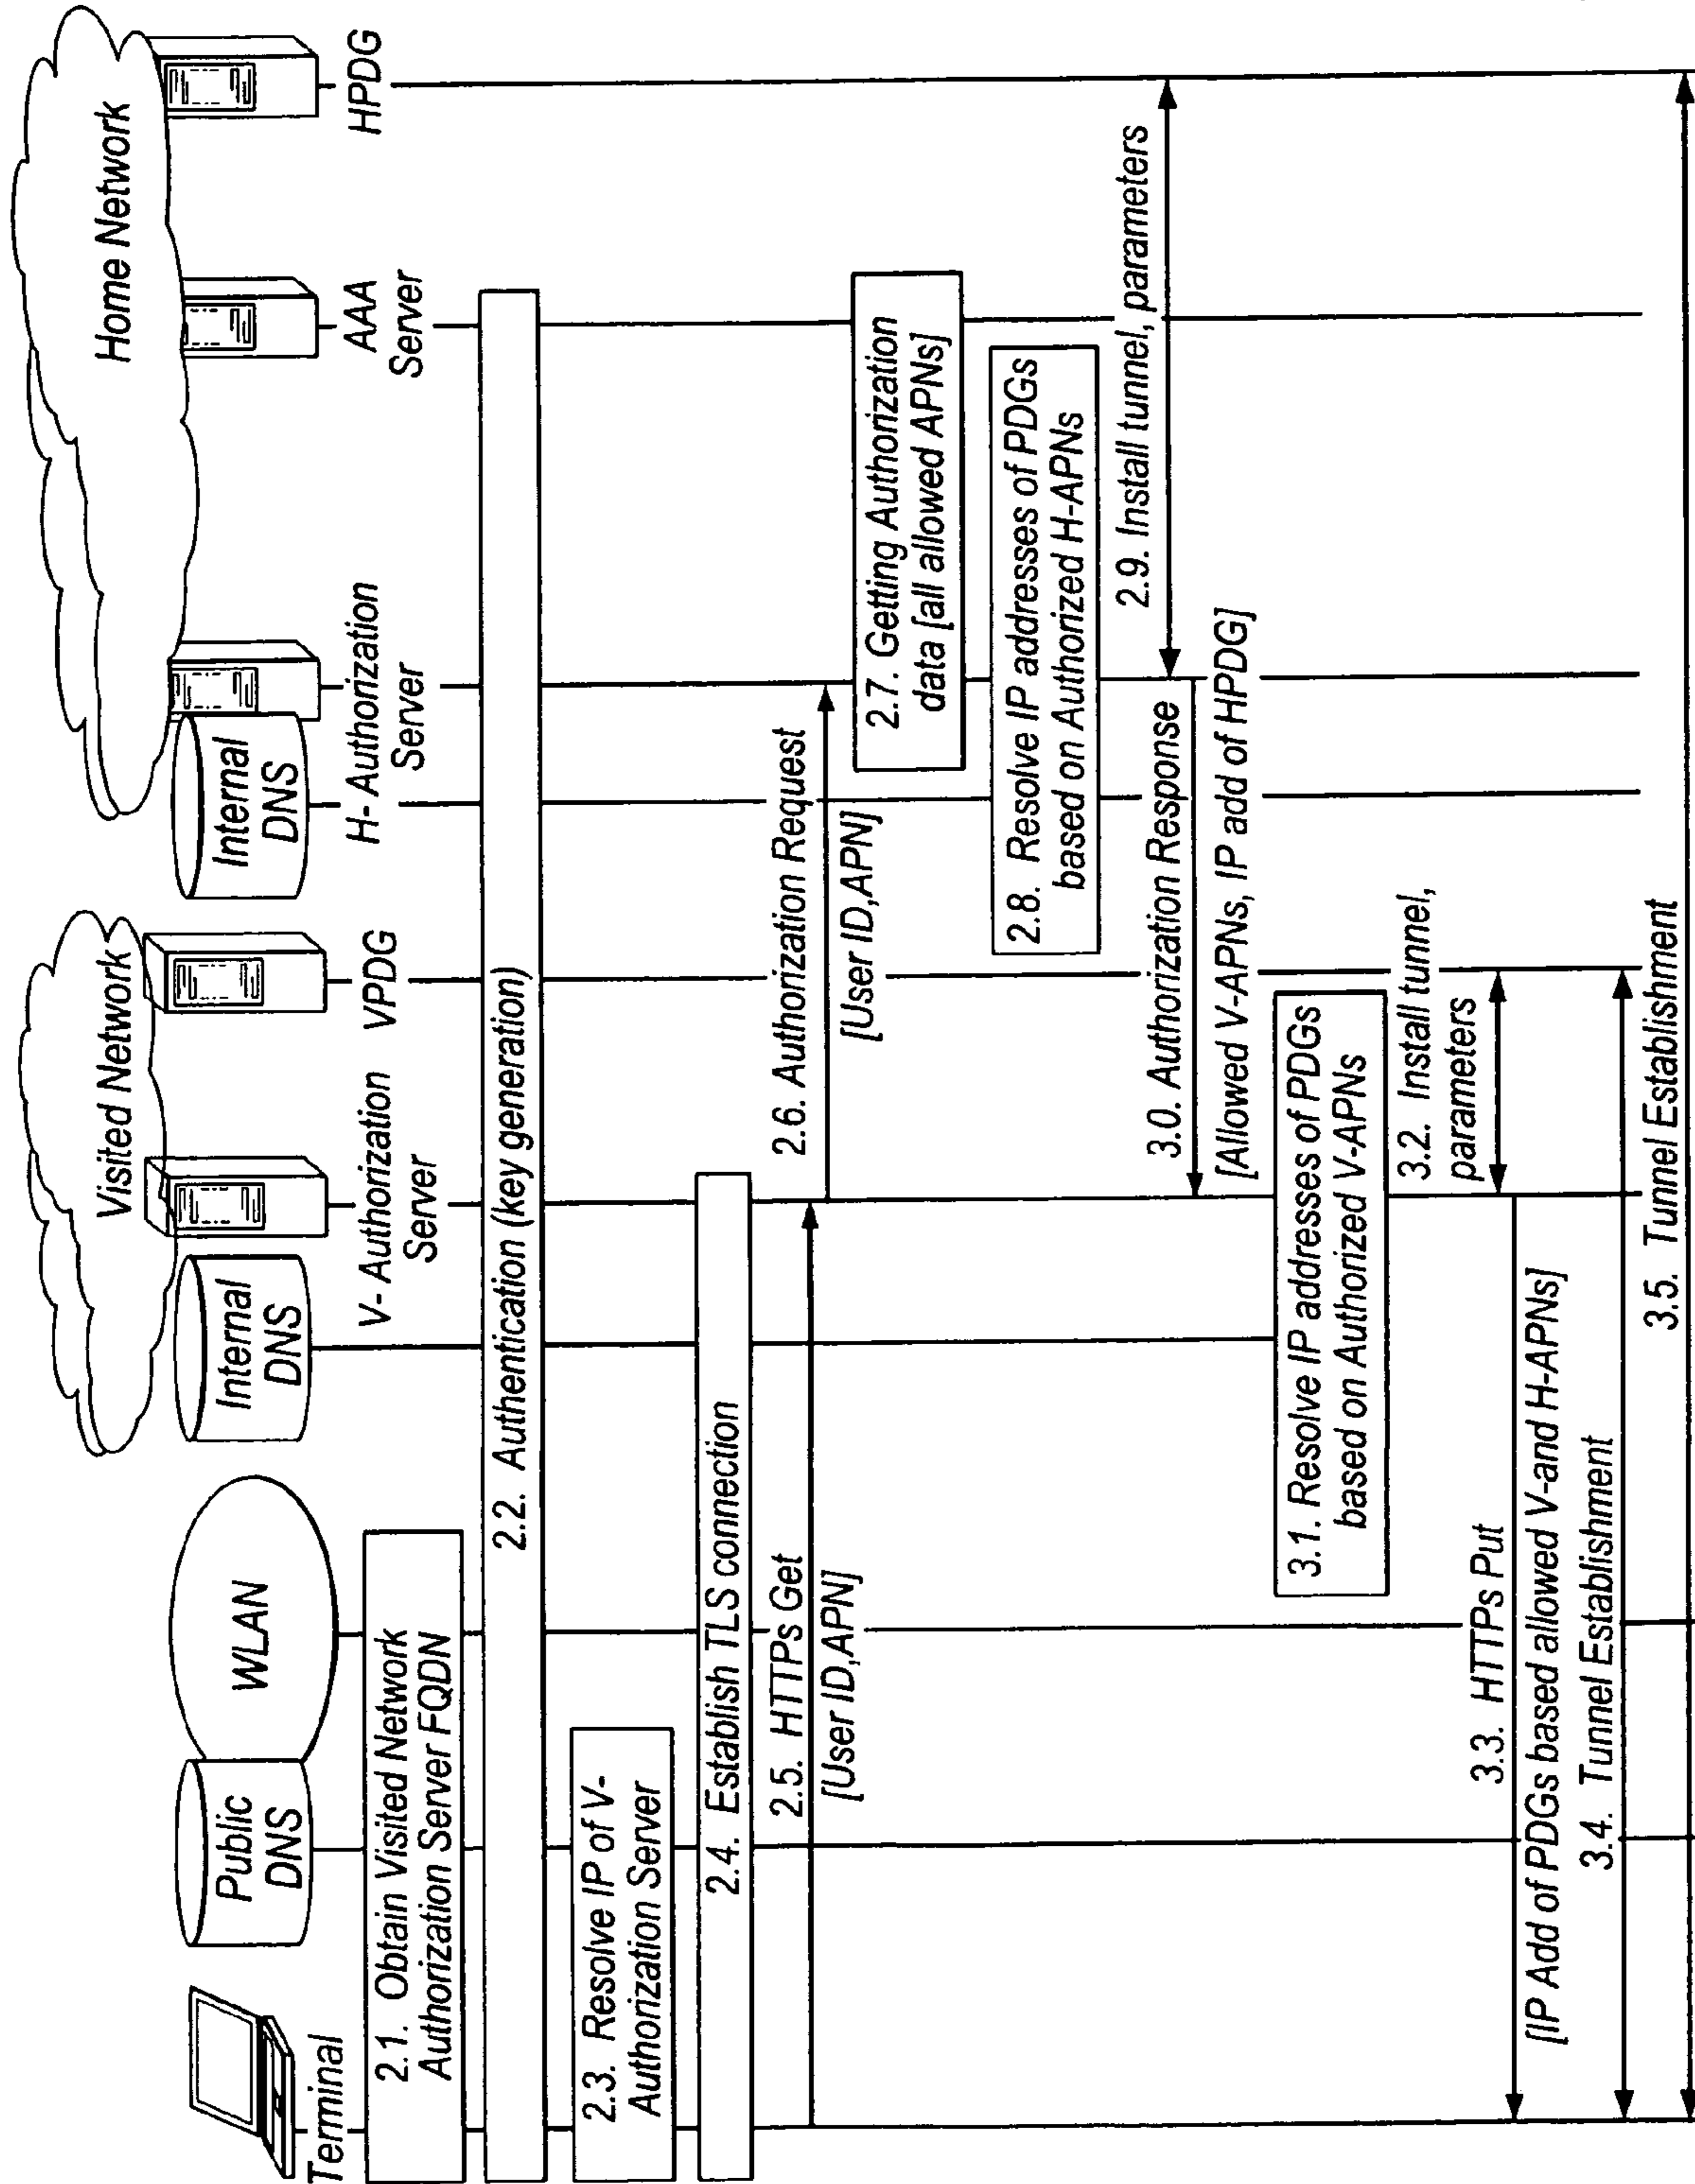 Visited Network
Home Network
Terminal
Public
DNS
WLAN
Internal
DNS
V- Authorization
Server
VPDG
Internal
DNS
H- Authorization
Server
AAA
Server
HPDG
2.1. Obtain Visited Network
Authorization Server FQDN
2.2. Authentication (key generation)
2.3. Resolve IP of V-
Authorization Server
2.4. Establish TLS connection
2.5. HTTPs Get
[User ID,APN]
2.6. Authorization Request
[User ID,APN]
2.7. Getting Authorization
data [all allowed APNs]
2.8. Resolve IP addresses of PDGs
based on Authorized H-APNs
2.9. Install tunnel, parameters
3.0. Authorization Response
[Allowed V-APNs, IP add of HPDG]
3.1. Resolve IP addresses of PDGs
based on Authorized V-APNs
3.2. Install tunnel,
parameters
3.3. HTTPs Put
[IP Add of PDGs based allowed V-and H-APNs]
3.4. Tunnel Establishment
3.5. Tunnel Establishment